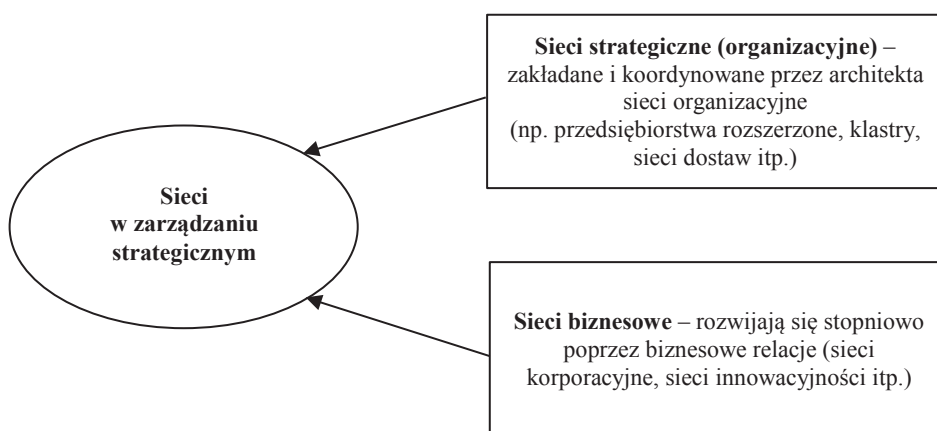 Sieci strategiczne (organizacyjne) –
zakładane i koordynowane przez architekta
sieci organizacyjne
(np. przedsiębiorstwa rozszerzone, klastry,
sieci dostaw itp.)
Sieci
w zarządzaniu
strategicznym
Sieci biznesowe – rozwijają się stopniowo
poprzez biznesowe relacje (sieci
korporacyjne, sieci innowacyjności itp.)